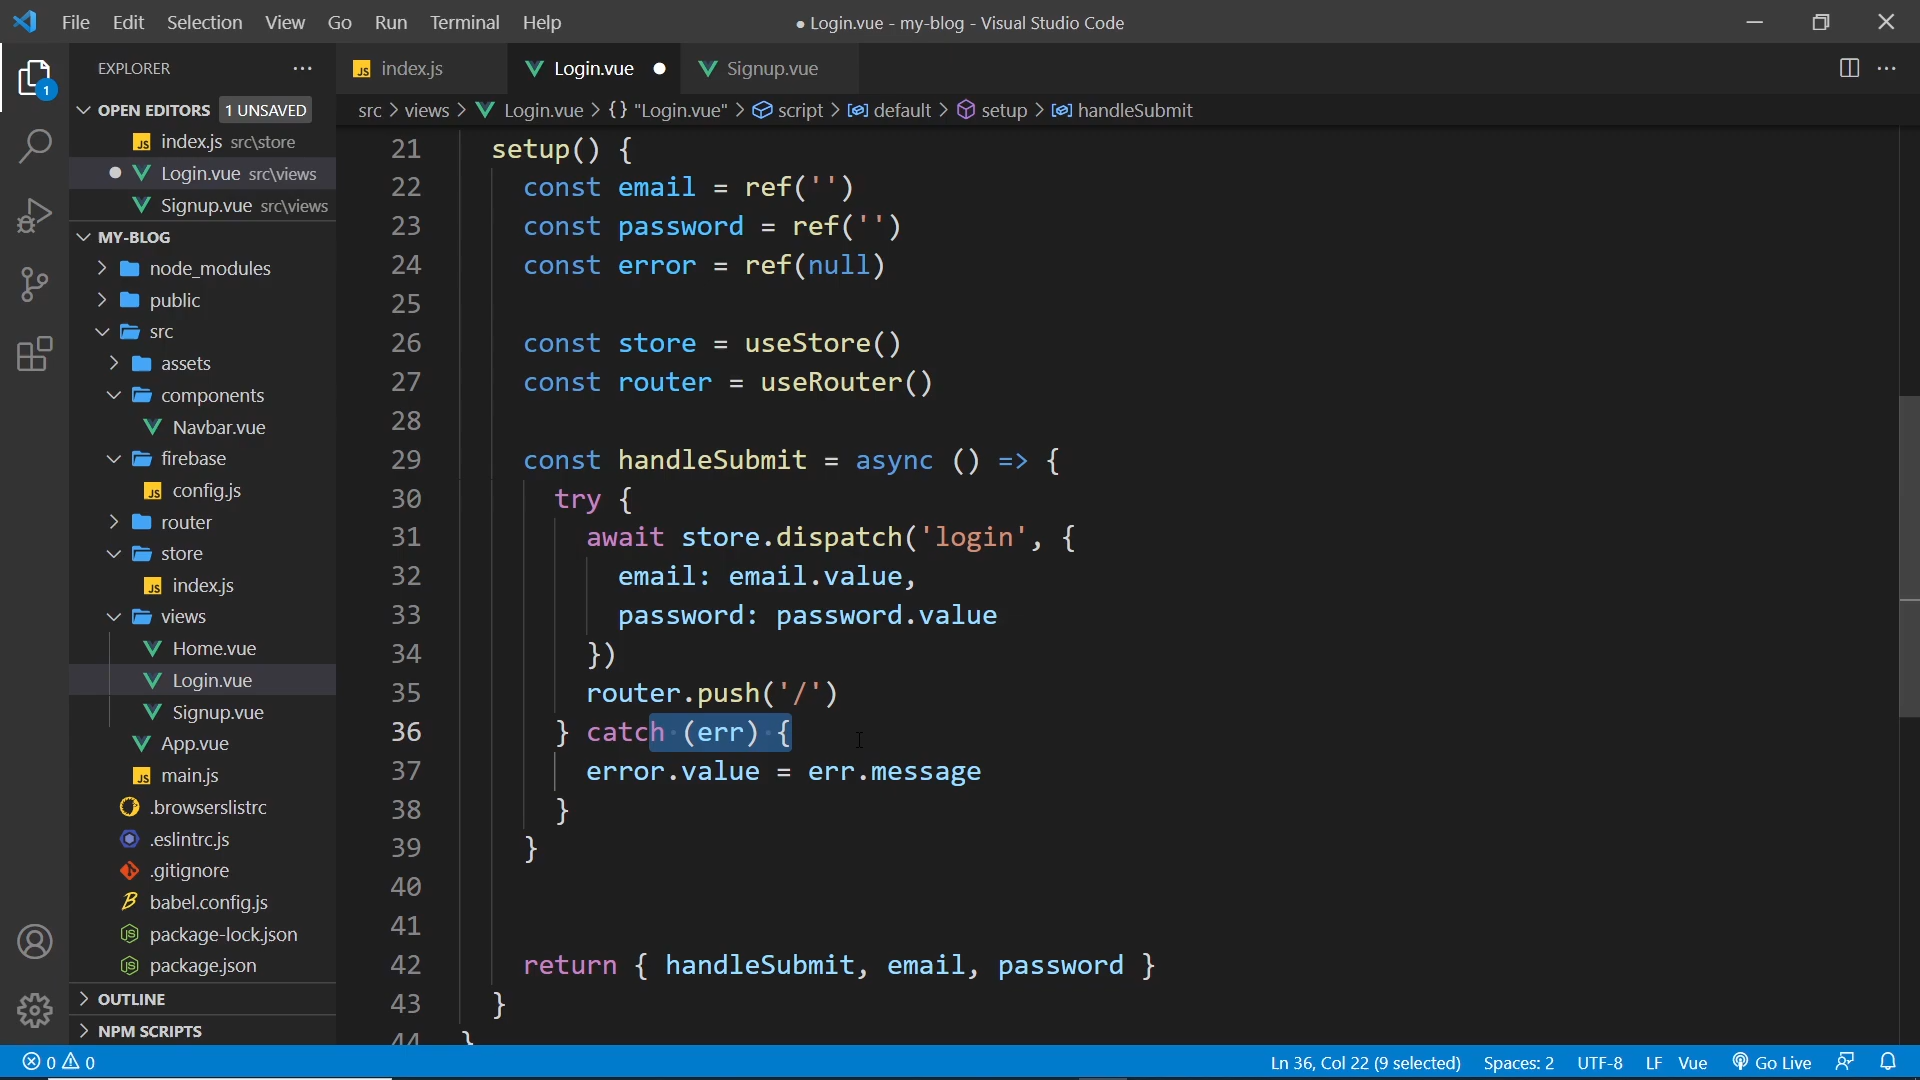 File Edit Selection View Go Run Terminal Help
● Login.vue - my-blog - Visual Studio Code
EXPLORER ···
1
OPEN EDITORS 1 UNSAVED
index.js src\store
Login.vue src\views
Signup.vue src\views
MY-BLOG
node_modules
public
src
assets
components
Navbar.vue
firebase
JS config.js
router
store
JS index.js
views
Home.vue
Login.vue
Signup.vue
App.vue
JS main.js
.browserslistrc
.eslintrc.js
.gitignore
babel.config.js
package-lock.json
package.json
OUTLINE
NPM SCRIPTS
JS index.js
Login.vue ●
Signup.vue
src > views > Login.vue > {} "Login.vue" > script > default > setup > handleSubmit
21 setup() {
22 const email = ref('')
23 const password = ref('')
24 const error = ref(null)
25
26 const store = useStore()
27 const router = useRouter()
28
29 const handleSubmit = async () => {
30 try {
31 await store.dispatch('login', {
32 email: email.value,
33 password: password.value
34 })
35 router.push('/')
36 } catch (err) {
37 error.value = err.message
38 }
39 }
40
41
42 return { handleSubmit, email, password }
43 }
44 }
0 0
Ln 36, Col 22 (9 selected) Spaces: 2 UTF-8 LF Vue Go Live